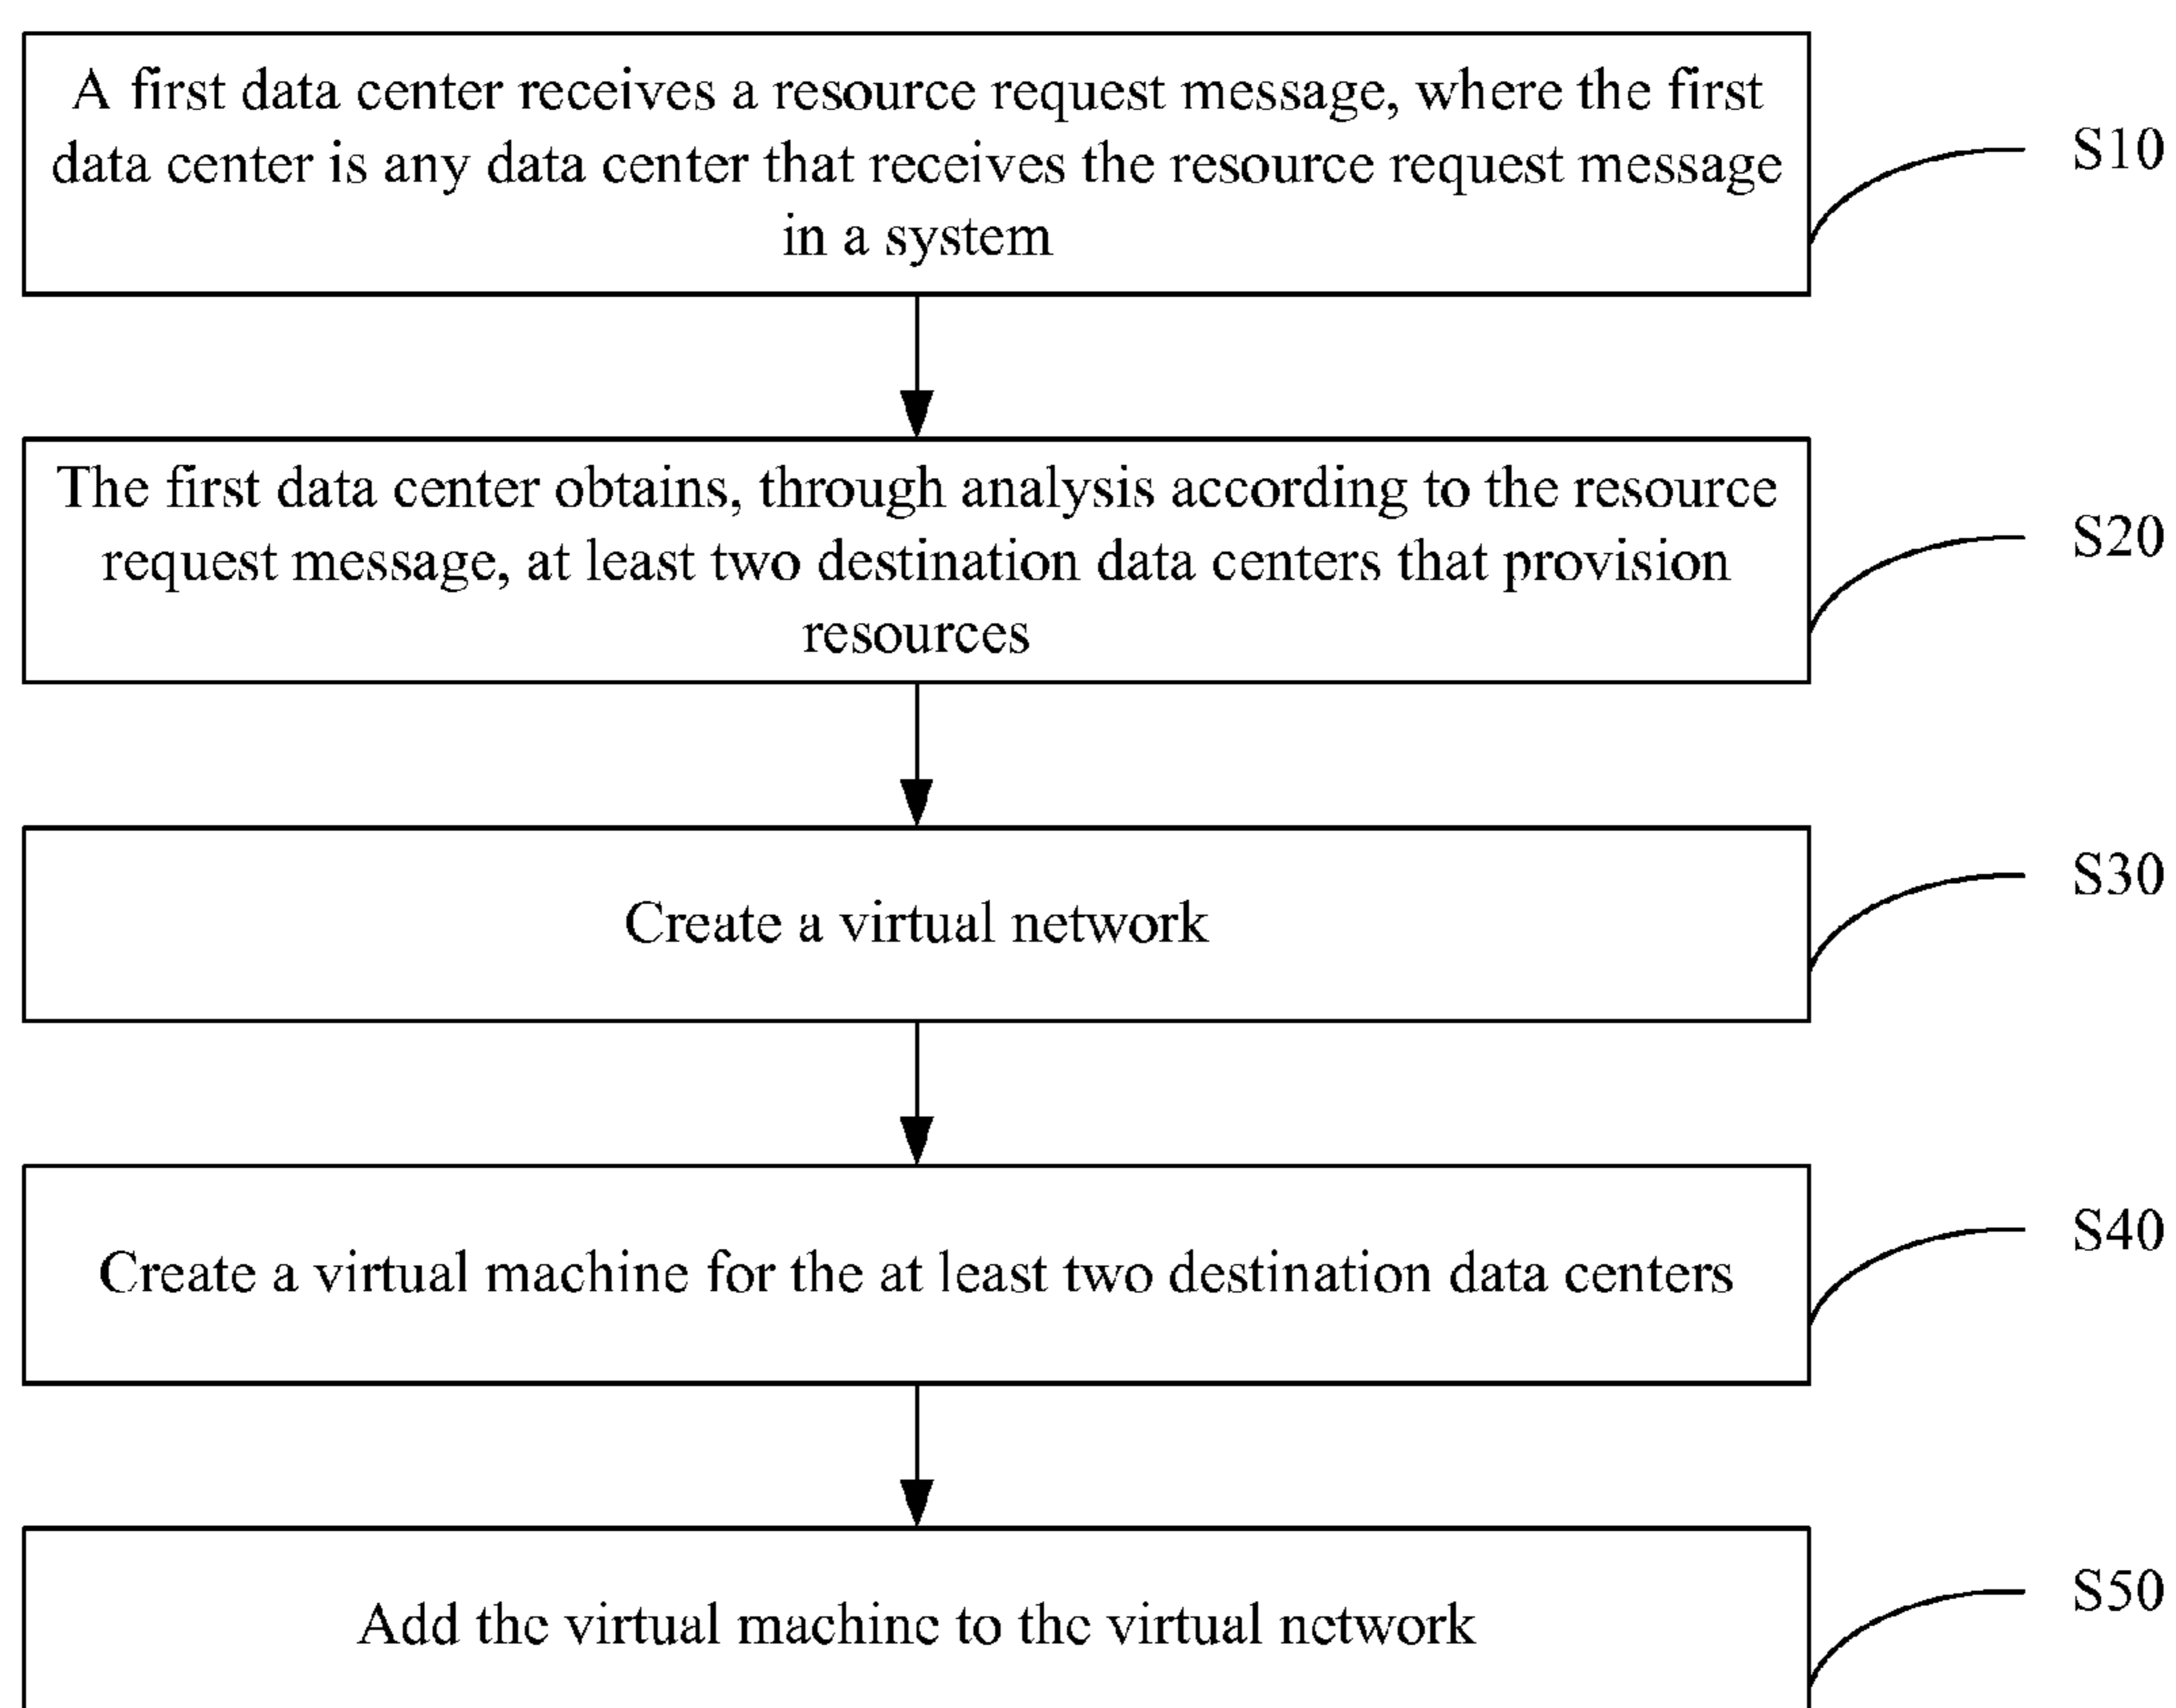 A first data center receives a resource request message, where the first
data center is any data center that receives the resource request message
in a system
S10
The first data center obtains, through analysis according to the resource
request message, at least two destination data centers that provision
resources
S20
Create a virtual network
S30
Create a virtual machine for the at least two destination data centers
S40
Add the virtual machine to the virtual network
S50